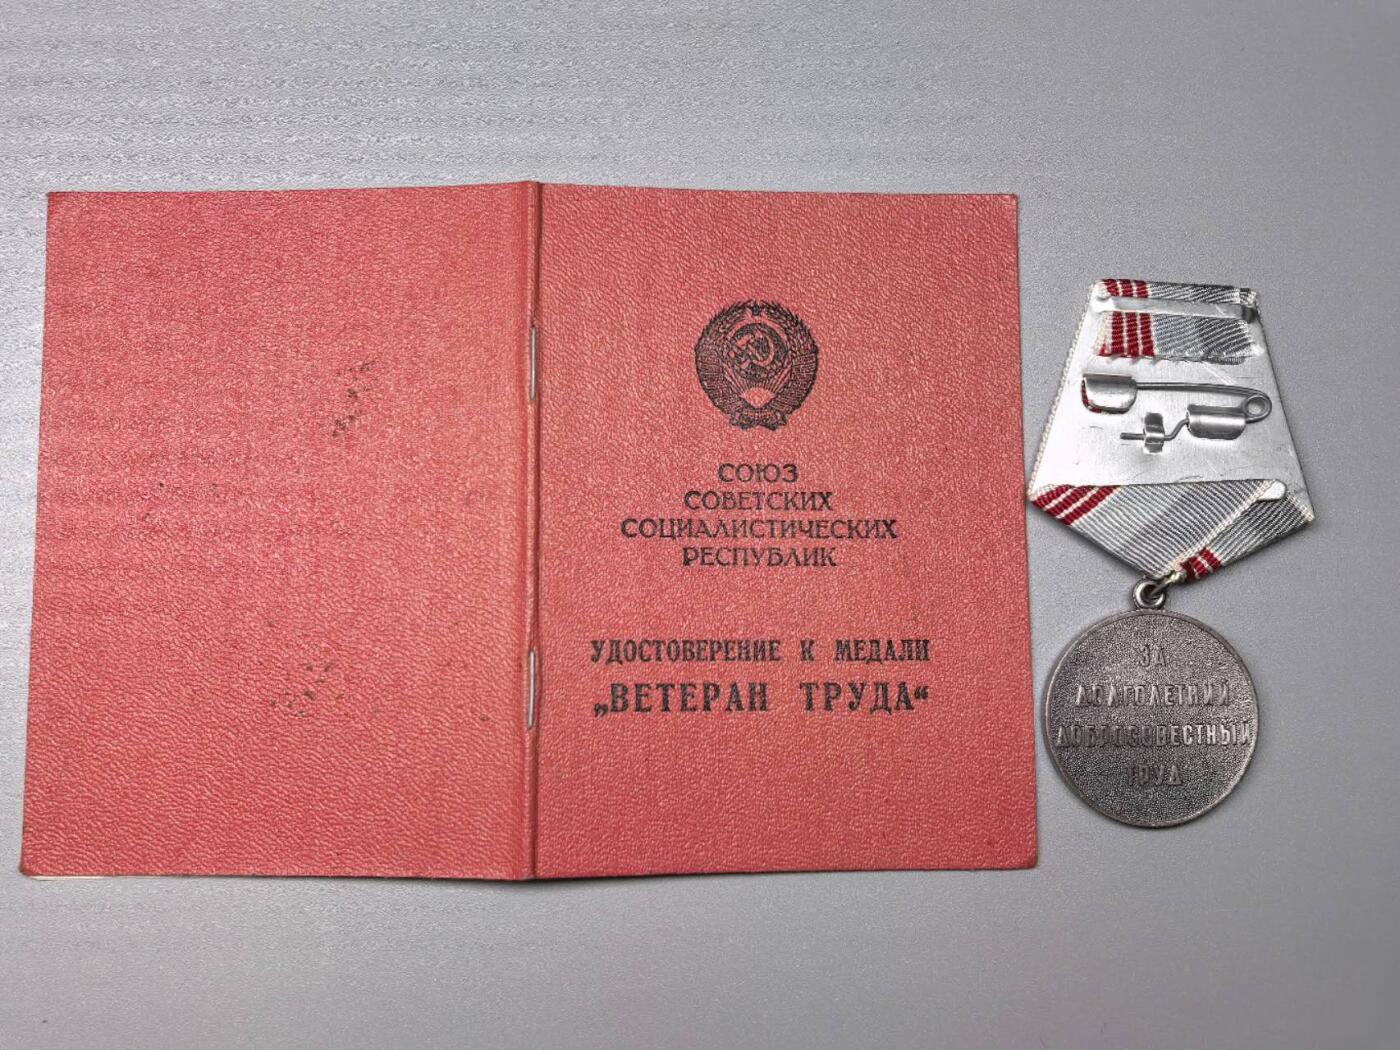 СОЮЗ
СОВЕТСКИХ
СОЦИАЛИСТИЧЕСКИХ
РЕСПУБЛИК
УДОСТОВЕРЕНИЕ К МЕДАЛИ
„ВЕТЕРАН ТРУДА“
ЗА
ДОЛГОЛЕТНИЙ
ДОБРОСОВЕСТНЫЙ
ТРУД